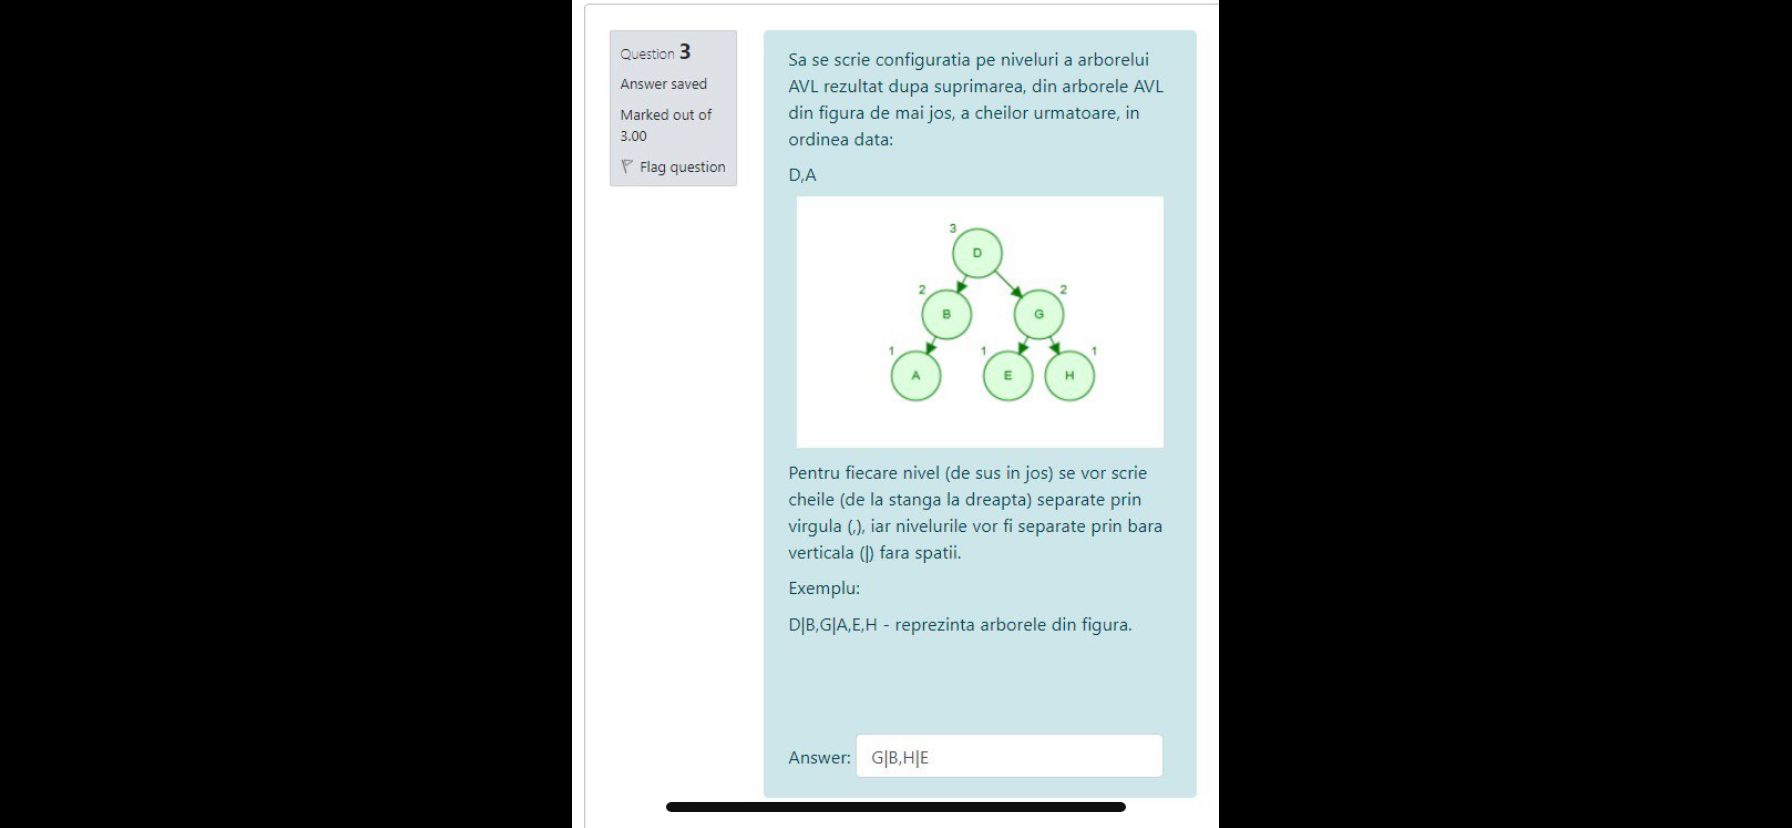 Question 3
Answer saved
Marked out of
3.00
Flag question
Sa se scrie configuratia pe niveluri a arborelui
AVL rezultat dupa suprimarea, din arborele AVL
din figura de mai jos, a cheilor urmatoare, in
ordinea data:
D,A
3
D
2
B
2
G
1
A
1
E
1
H
Pentru fiecare nivel (de sus in jos) se vor scrie
cheile (de la stanga la dreapta) separate prin
virgula (,), iar nivelurile vor fi separate prin bara
verticala (|) fara spatii.
Exemplu:
D|B,G|A,E,H - reprezinta arborele din figura.
Answer: G|B,H|E